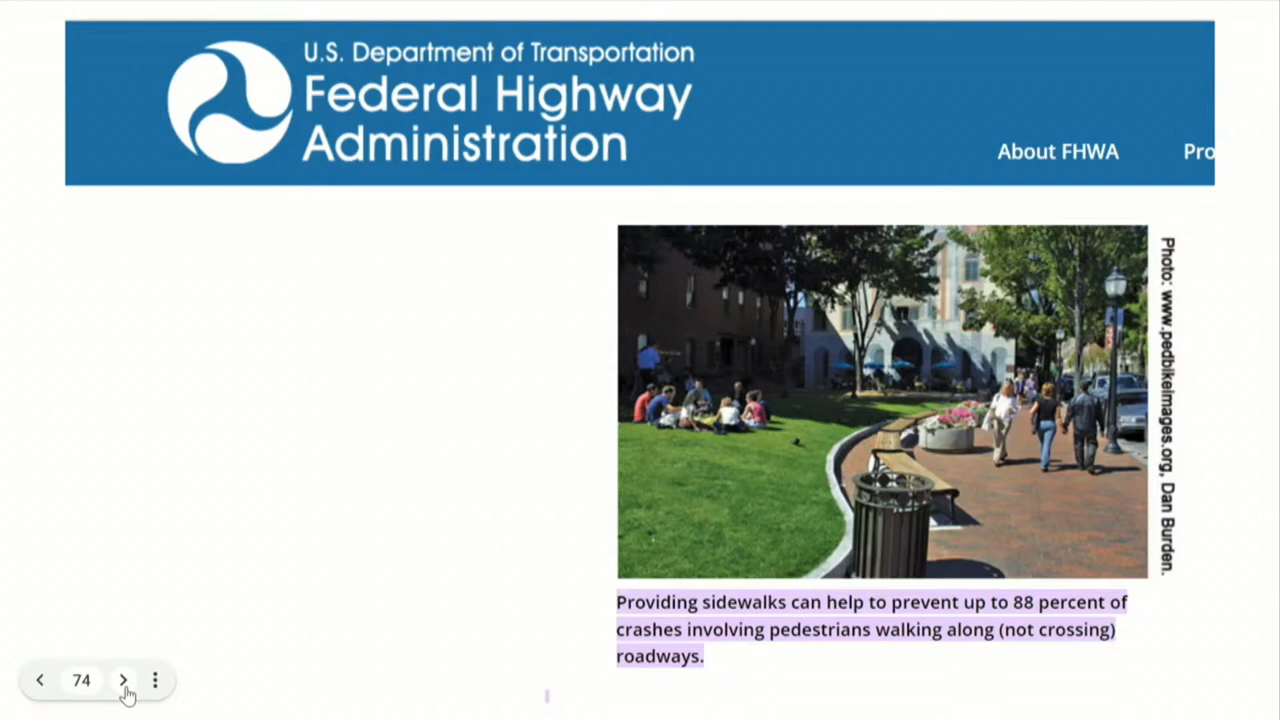 U.S. Department of Transportation
Federal Highway
Administration
About FHWA
Pro
Photo: www.pedbikeimages.org, Dan Burden.
Providing sidewalks can help to prevent up to 88 percent of
crashes involving pedestrians walking along (not crossing)
roadways.
74